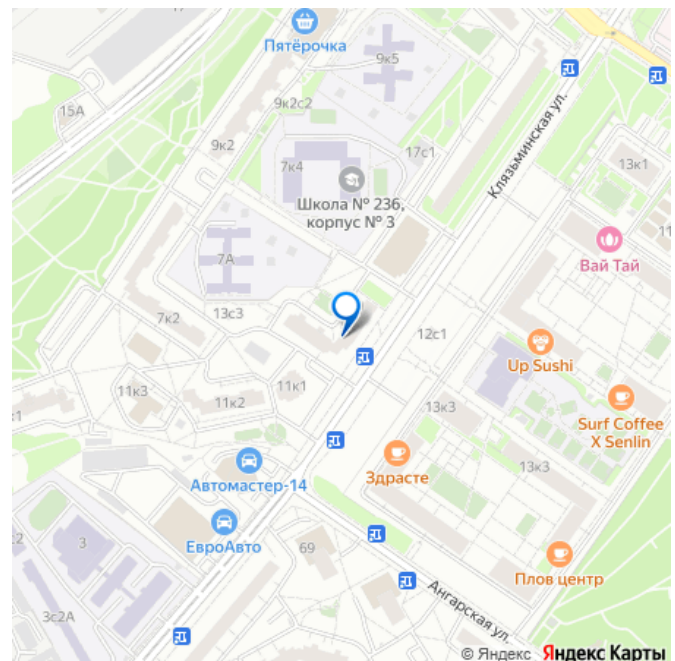 17
Пятёрочка
9к5
15А
9к2с2
9к2
7к4
17с1
Клязьминская ул.
13к1
Школа № 236,
корпус № 3
11
Вай Тай
7А
13с3
7к2
12с1
Up Sushi
11к3
11к2
11к1
13к3
Surf Coffee
X Senlin
Здрасте
13к3
Автомастер-14
ЕвроАвто
69
3
Плов центр
Ангарская ул.
3с2А
© Яндекс Яндекс Карты